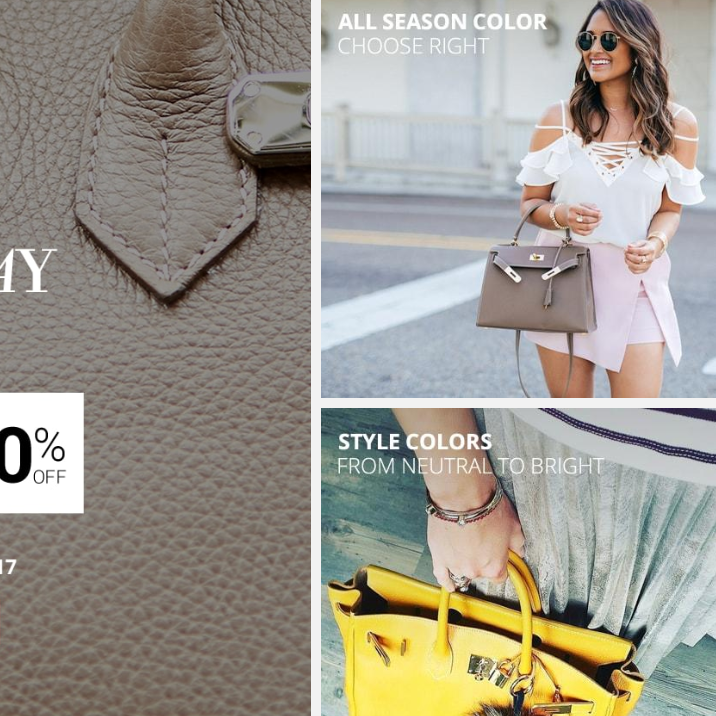 AY
0%
OFF
17
ALL SEASON COLOR
CHOOSE RIGHT
STYLE COLORS
FROM NEUTRAL TO BRIGHT